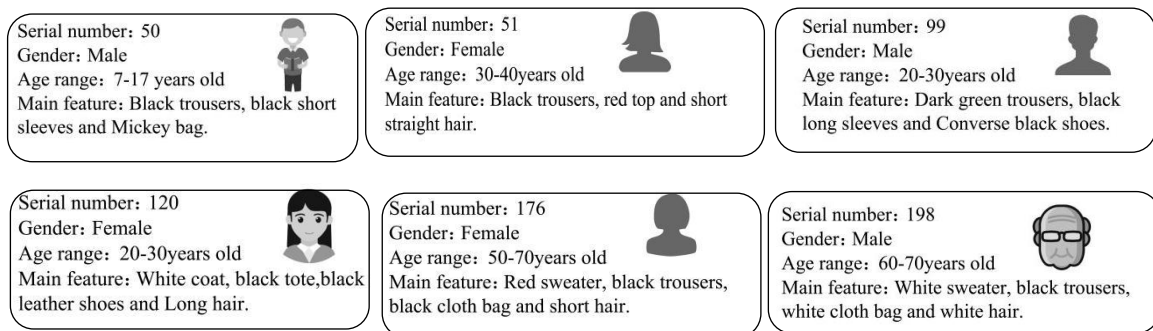 Serial number: 50
Gender: Male
Age range: 7-17 years old
Main feature: Black trousers, black short
sleeves and Mickey bag.
Serial number: 51
Gender: Female
Age range: 30-40years old
Main feature: Black trousers, red top and short
straight hair.
Serial number: 99
Gender: Male
Age range: 20-30years old
Main feature: Dark green trousers, black
long sleeves and Converse black shoes.
Serial number: 120
Gender: Female
Age range: 20-30years old
Main feature: White coat, black tote,black
leather shoes and Long hair.
Serial number: 176
Gender: Female
Age range: 50-70years old
Main feature: Red sweater, black trousers,
black cloth bag and short hair.
Serial number: 198
Gender: Male
Age range: 60-70years old
Main feature: White sweater, black trousers,
white cloth bag and white hair.